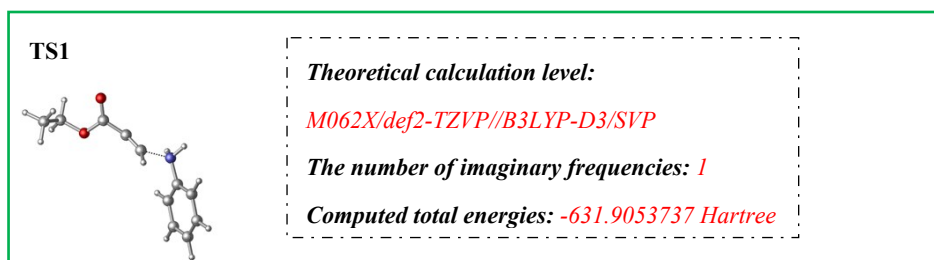 TS1
Theoretical calculation level:
M062X/def2-TZVP//B3LYP-D3/SVP
The number of imaginary frequencies: 1
Computed total energies: -631.9053737 Hartree